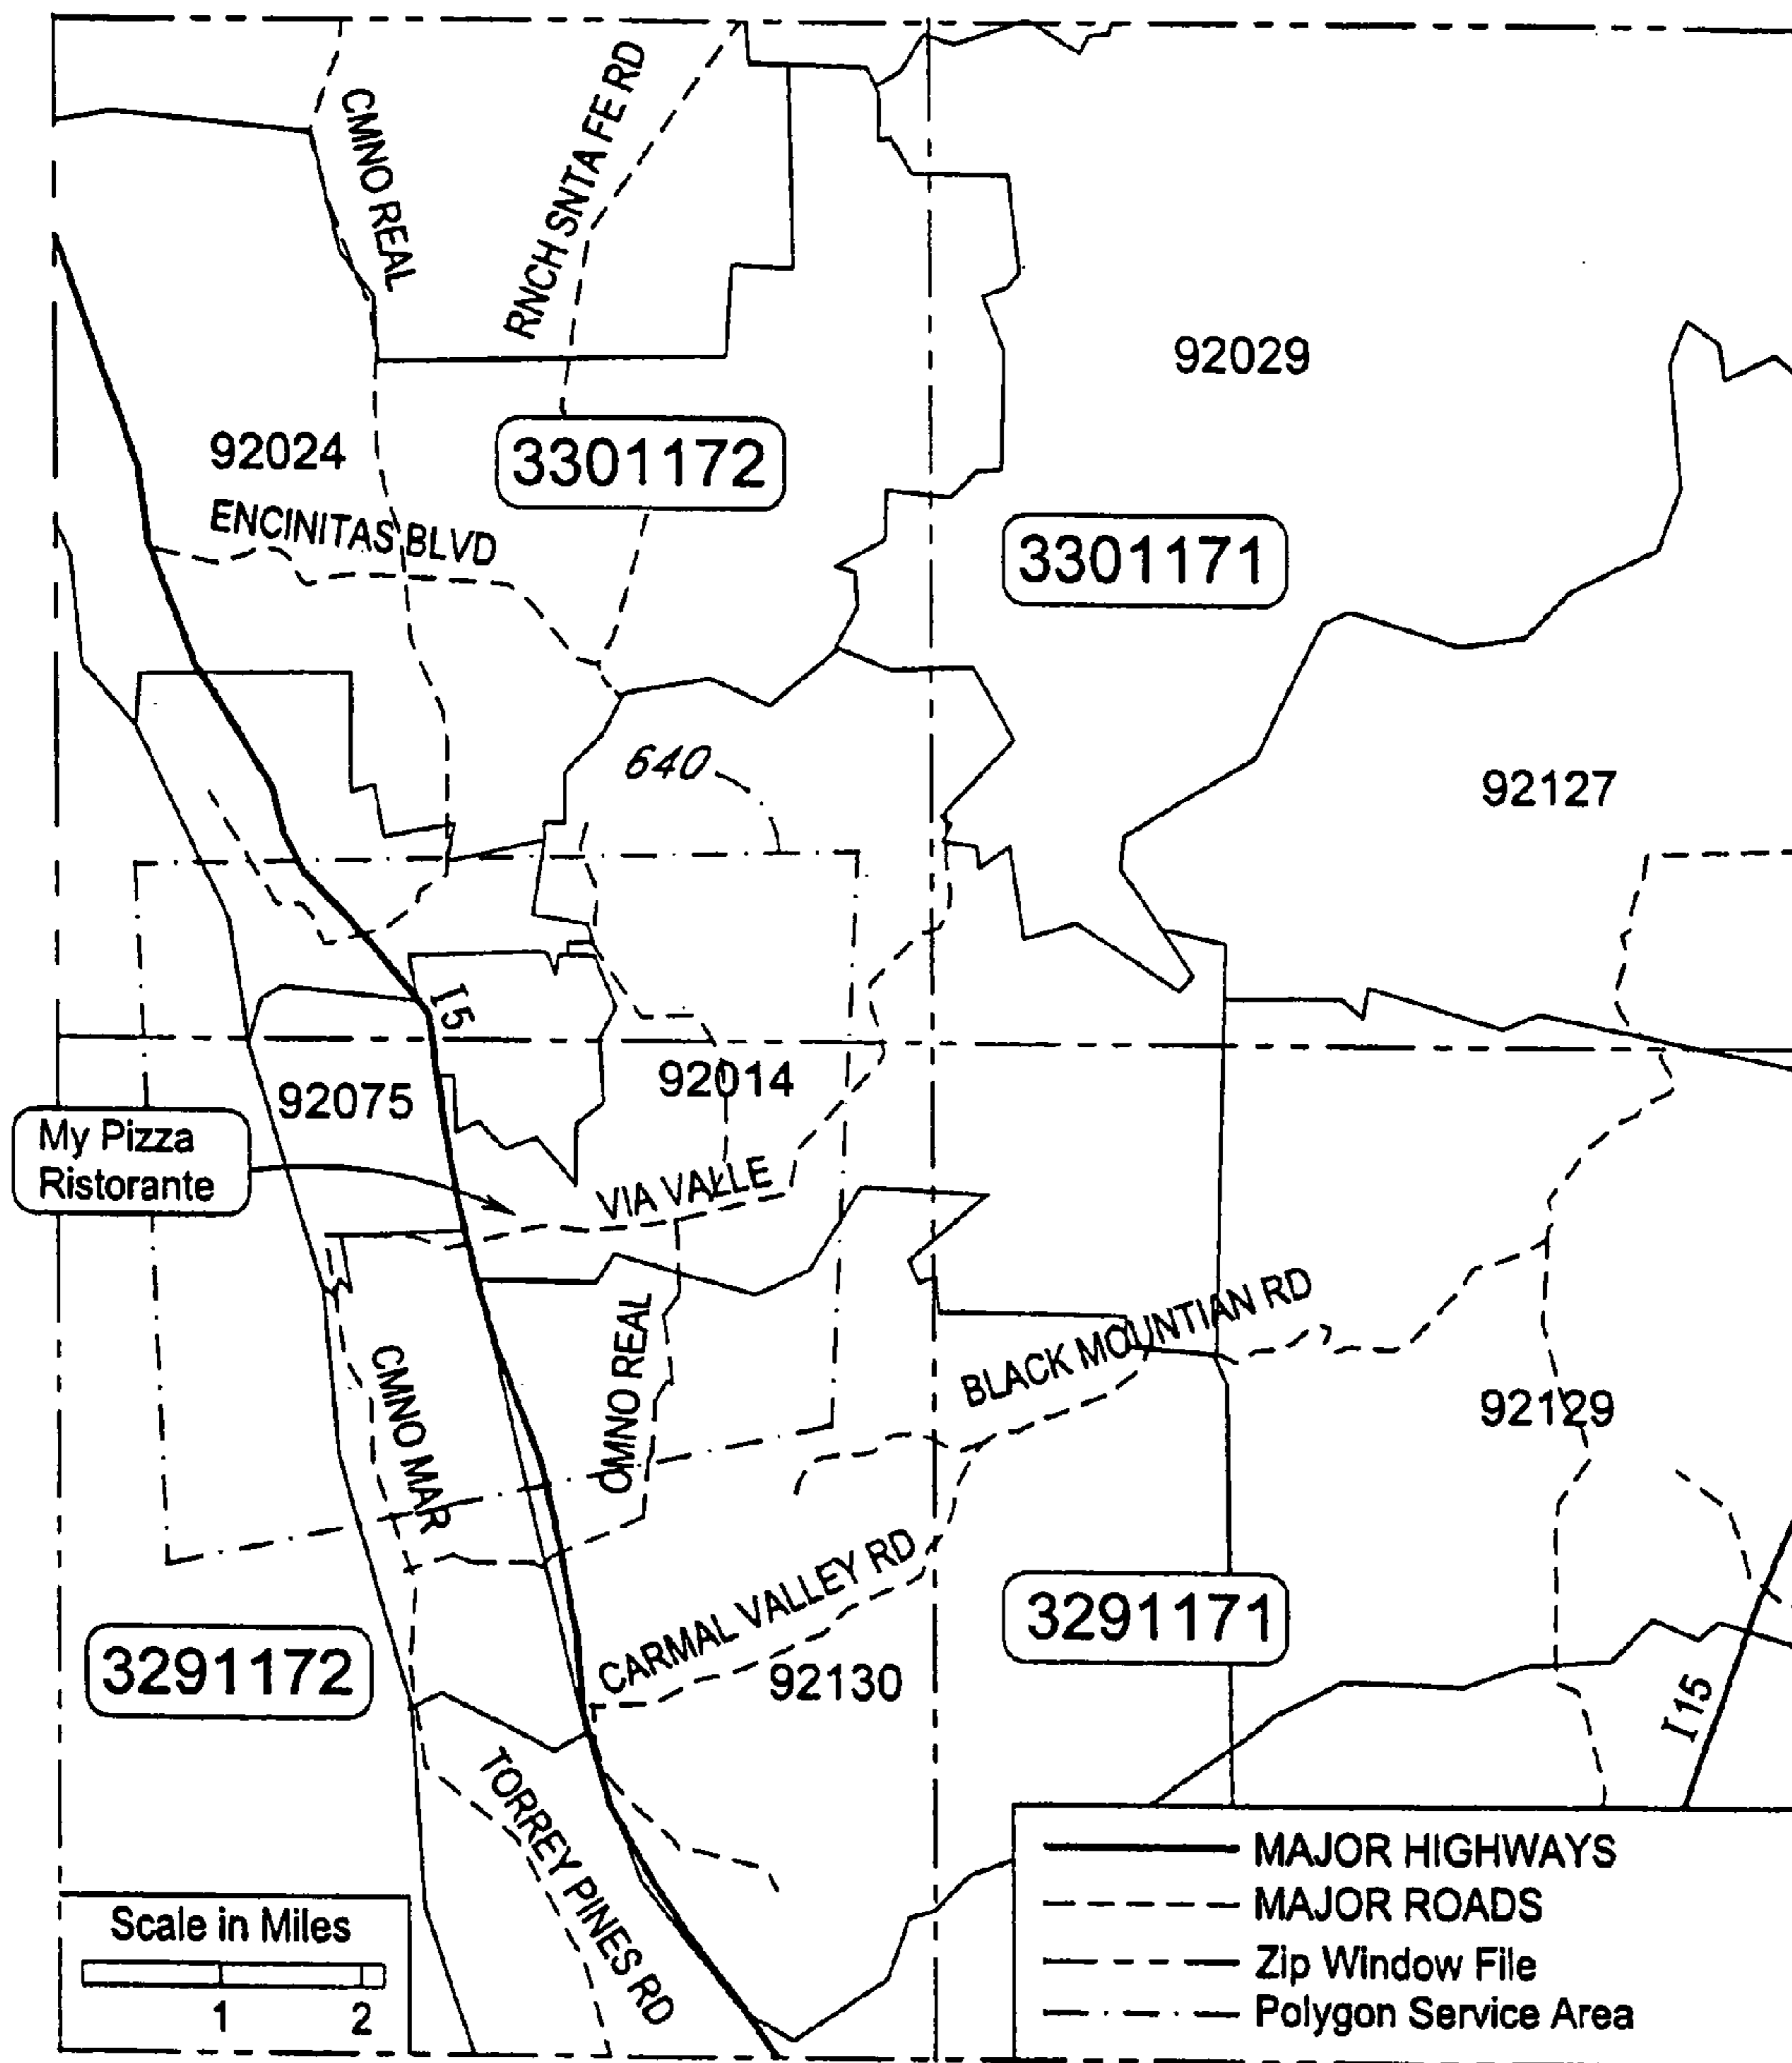 CMNO REAL
RNCH SNTA FE RD
92029
92024
3301172
ENCINITAS BLVD
3301171
640
92127
I5
92014
92075
My Pizza
Ristorante
VIA VALLE
BLACK MOUNTIAN RD
CMNO MAR
OMNO REAL
92129
CARMAL VALLEY RD
3291171
3291172
92130
I15
TORREY PINES RD
Scale in Miles
1 2
MAJOR HIGHWAYS
MAJOR ROADS
Zip Window File
Polygon Service Area